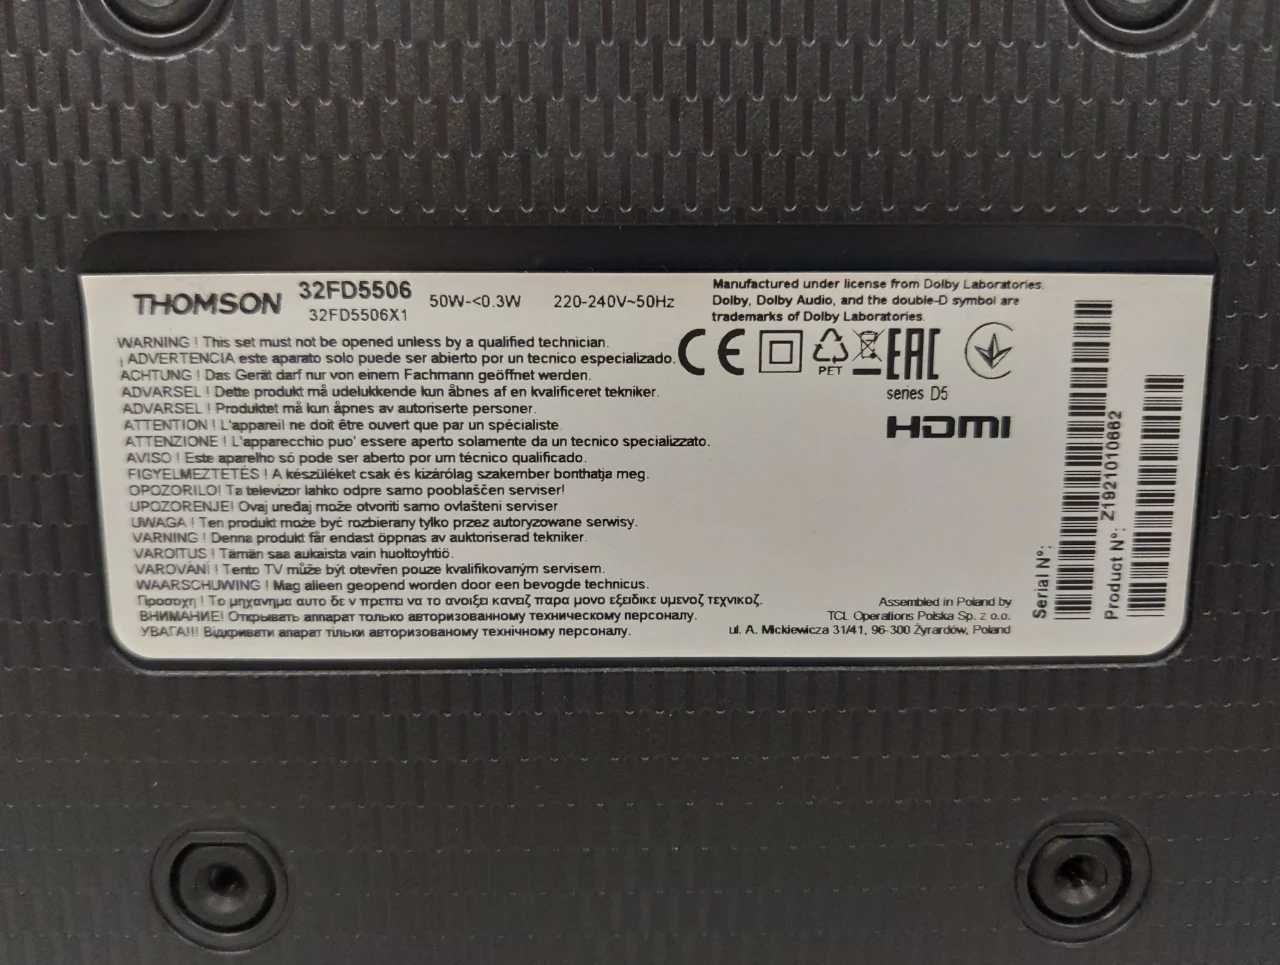 THOMSON
32FD5506
32FD5506X1
50W-<0.3W
220-240V~50Hz
Manufactured under license from Dolby Laboratories.
Dolby, Dolby Audio, and the double-D symbol are
trademarks of Dolby Laboratories.
WARNING ! This set must not be opened unless by a qualified technician.
¡ ADVERTENCIA este aparato solo puede ser abierto por un tecnico especializado.
ACHTUNG ! Das Gerät darf nur von einem Fachmann geöffnet werden.
ADVARSEL ! Dette produkt må udelukkende kun åbnes af en kvalificeret tekniker.
ADVARSEL ! Produktet må kun åpnes av autoriserte personer.
ATTENTION ! L'appareil ne doit être ouvert que par un spécialiste.
ATTENZIONE ! L'apparecchio puo' essere aperto solamente da un tecnico specializzato.
AVISO ! Este aparelho só pode ser aberto por um técnico qualificado.
FIGYELMEZTETÉS ! A készüléket csak és kizárólag szakember bonthatja meg.
OPOZORILO! Ta televizor lahko odpre samo pooblaščen serviser!
UPOZORENJE! Ovaj uređaj može otvoriti samo ovlašteni serviser
UWAGA ! Ten produkt może być rozbierany tylko przez autoryzowane serwisy.
VARNING ! Denna produkt får endast öppnas av auktoriserad tekniker.
VAROITUS ! Tämän saa aukaista vain huoltoyhtiö.
VAROVÁNI ! Tento TV může být otevřen pouze kvalifikovaným servisem.
WAARSCHUWING ! Mag alleen geopend worden door een bevogde technicus.
Προσοχη ! Το μηχανημα αυτο δε ν πρεπει να το ανοιξει κανειζ παρα μονο εξειδικε υμενοζ τεχνικοζ.
ВНИМАНИЕ! Открывать аппарат только авторизованному техническому персоналу.
УВАГА!!! Відкривати апарат тільки авторизованому технічному персоналу.
CE
PET
EAC
series D5
HDMI
Assembled in Poland by
TCL Operations Polska Sp. z o.o.
ul. A. Mickiewicza 31/41, 96-300 Żyrardów, Poland
Serial N°:
Z1921010662
Product N°: